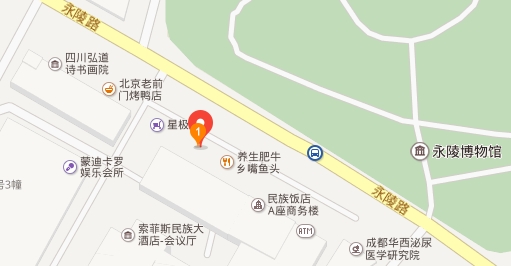 永陵路
四川弘道
诗书画院
北京老前
门烤鸭店
星极
1
永陵博物馆
养生肥牛
乡嘴鱼头
蒙迪卡罗
娱乐会所
号3幢
民族饭店
A座商务楼
永陵路
索菲斯民族大
酒店-会议厅
ATM
成都华西泌尿
医学研究院